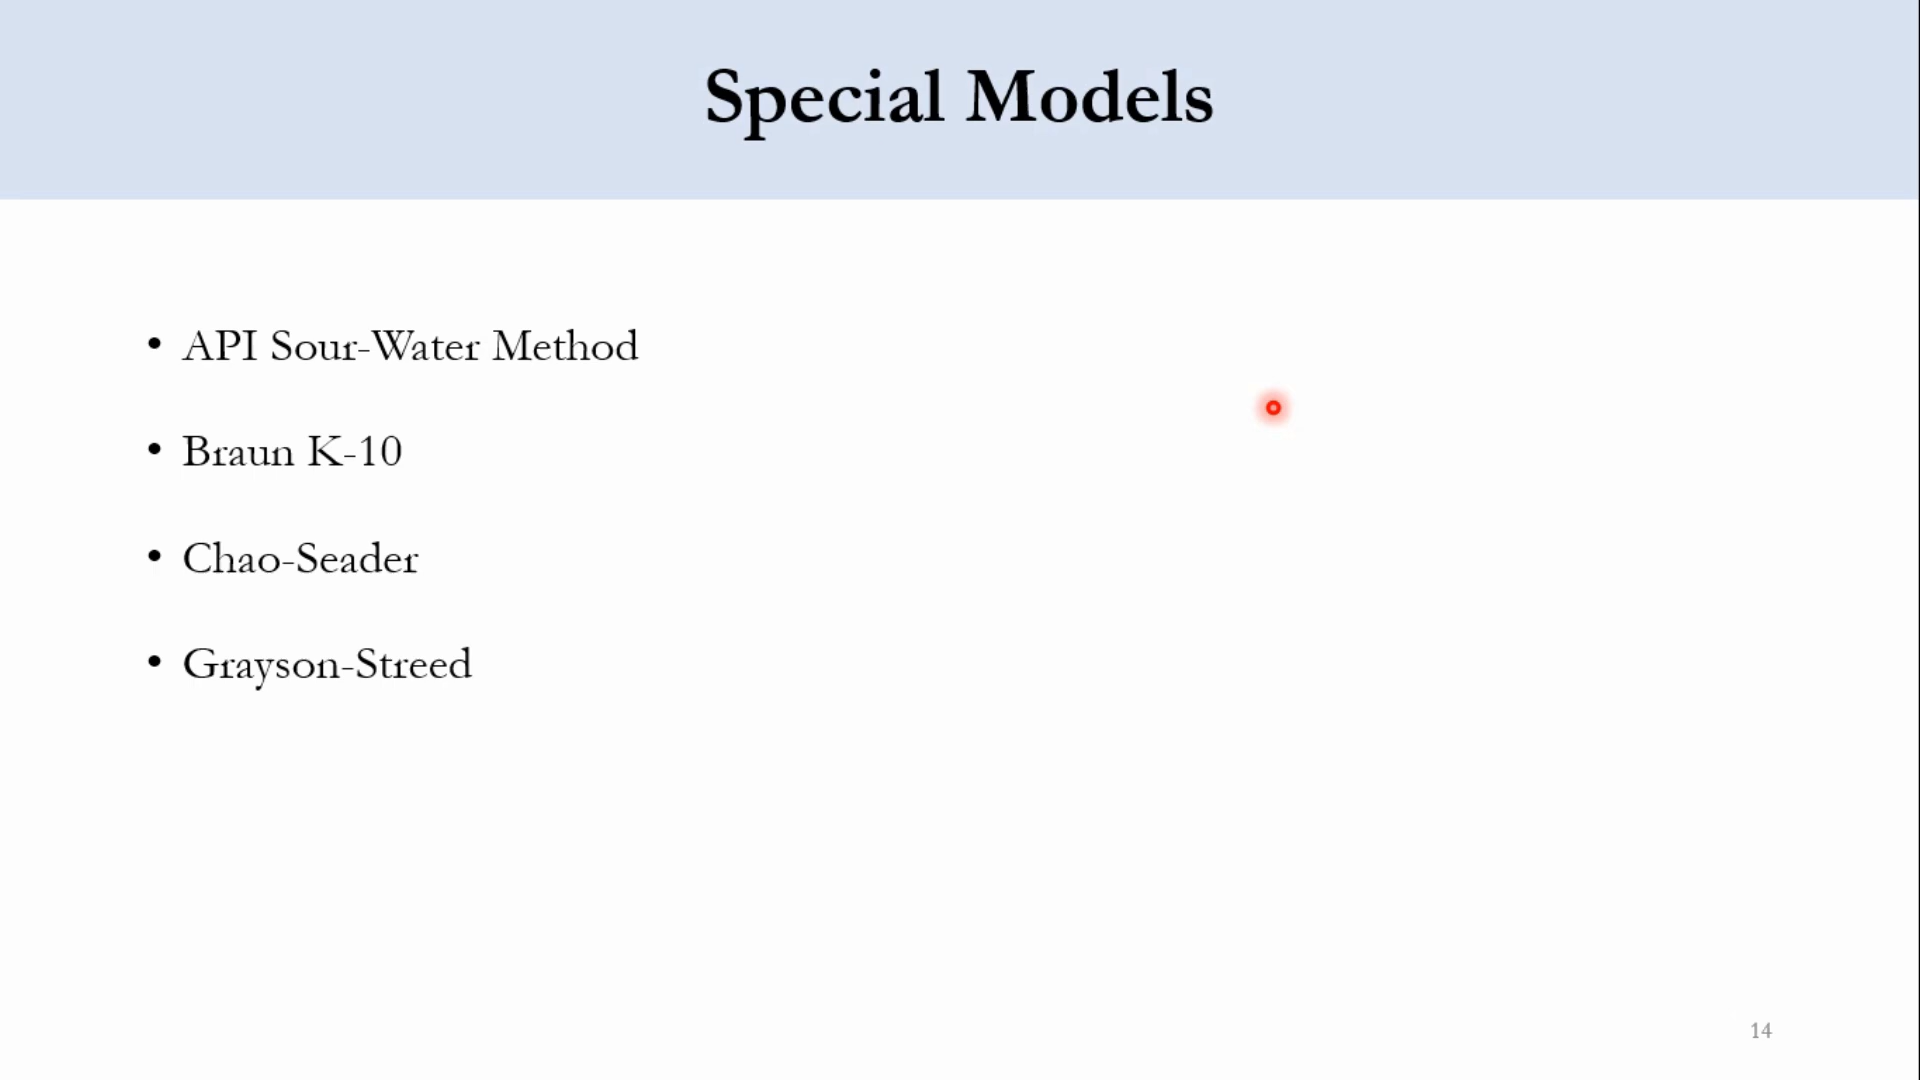 Special Models
• API Sour-Water Method
• Braun K-10
• Chao-Seader
• Grayson-Streed
14